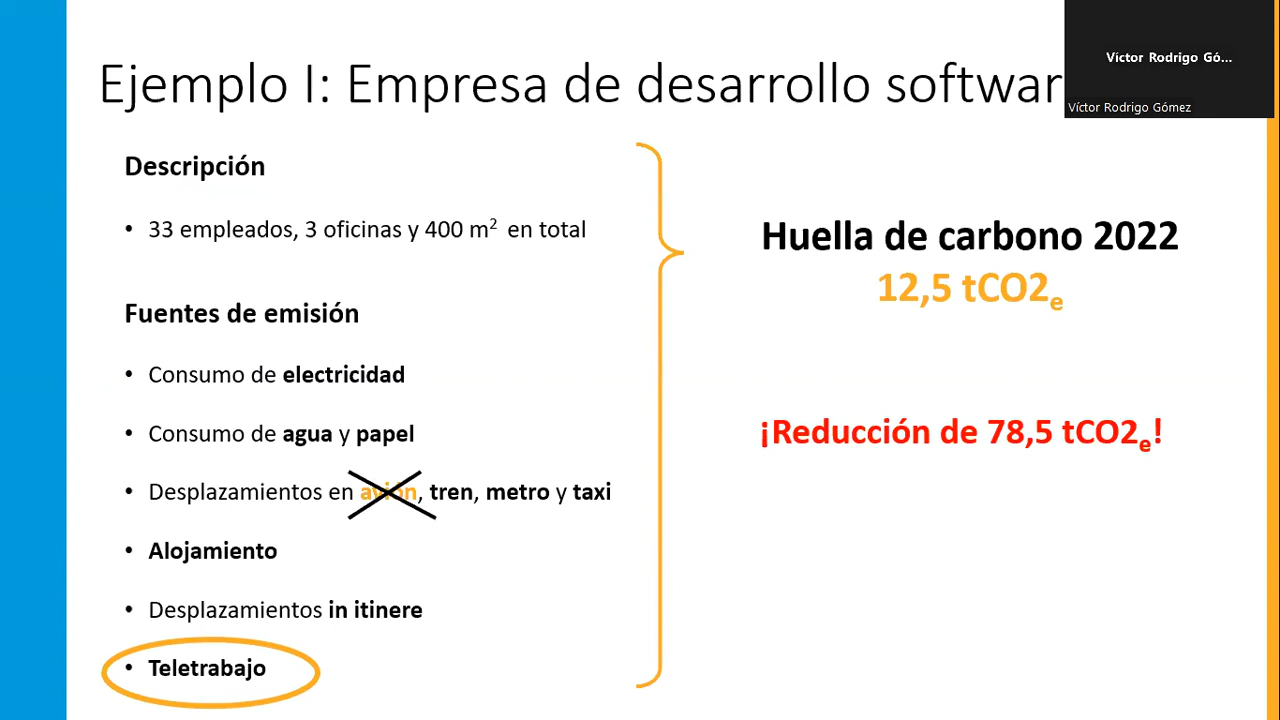 Ejemplo I: Empresa de desarrollo softwar
Víctor Rodrigo Gó...
Víctor Rodrigo Gómez
Descripción
• 33 empleados, 3 oficinas y 400 m² en total
Fuentes de emisión
• Consumo de electricidad
• Consumo de agua y papel
• Desplazamientos en avión, tren, metro y taxi
• Alojamiento
• Desplazamientos in itinere
• Teletrabajo
Huella de carbono 2022
12,5 tCO2e
¡Reducción de 78,5 tCO2e!